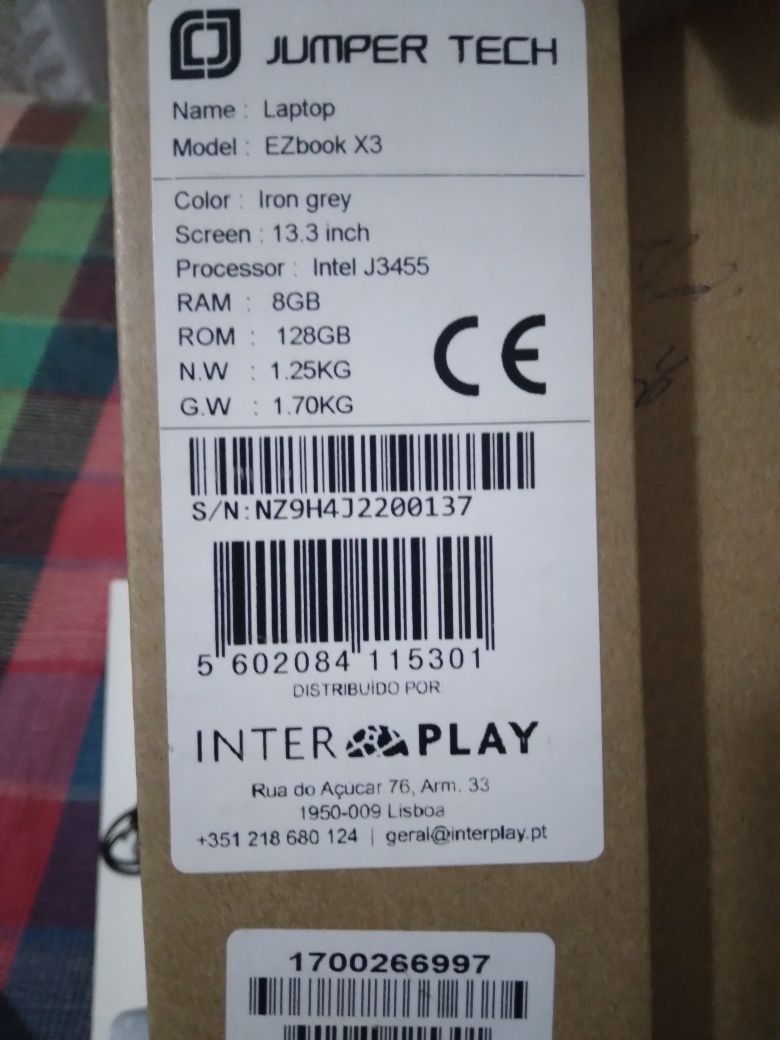 JUMPER TECH
Name : Laptop
Model : EZbook X3
Color : Iron grey
Screen : 13.3 inch
Processor : Intel J3455
RAM : 8GB
ROM : 128GB
N.W : 1.25KG
G.W : 1.70KG
CE
S/N:NZ9H4J2200137
5 602084 115301
DISTRIBUÍDO POR
INTER PLAY
Rua do Açúcar 76, Arm. 33
1950-009 Lisboa
+351 218 680 124 | geral@interplay.pt
1700266997